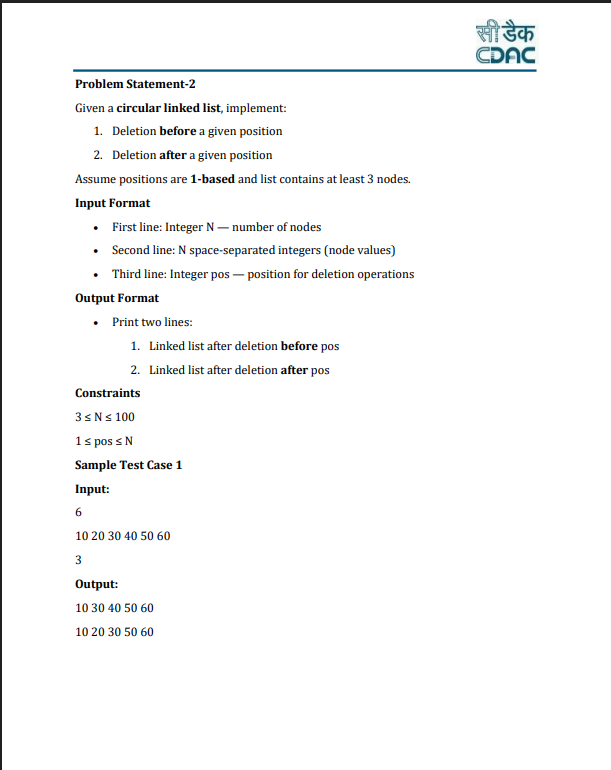 सी डैक
CDAC
Problem Statement-2
Given a circular linked list, implement:
1. Deletion before a given position
2. Deletion after a given position
Assume positions are 1-based and list contains at least 3 nodes.
Input Format
• First line: Integer N — number of nodes
• Second line: N space-separated integers (node values)
• Third line: Integer pos — position for deletion operations
Output Format
• Print two lines:
1. Linked list after deletion before pos
2. Linked list after deletion after pos
Constraints
3 ≤ N ≤ 100
1 ≤ pos ≤ N
Sample Test Case 1
Input:
6
10 20 30 40 50 60
3
Output:
10 30 40 50 60
10 20 30 50 60